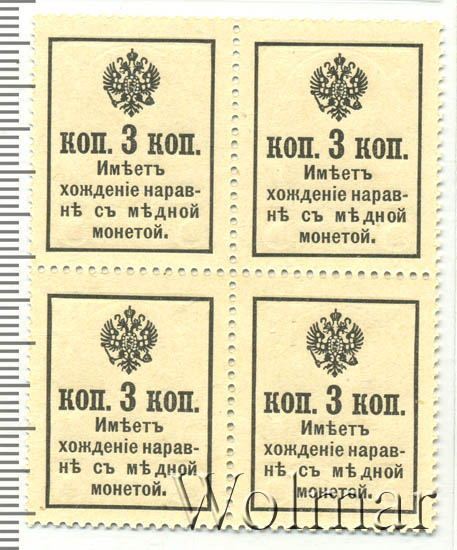 коп. 3 коп.
Имѣетъ
хожденіе нарав-
нѣ съ мѣдной
монетой.
коп. 3 коп.
Имѣетъ
хожденіе нарав-
нѣ съ мѣдной
монетой.
коп. 3 коп.
Имѣетъ
хожденіе нарав-
нѣ съ мѣдной
монетой.
коп. 3 коп.
Имѣетъ
хожденіе нарав-
нѣ съ мѣдной
монетой.
Wolmar